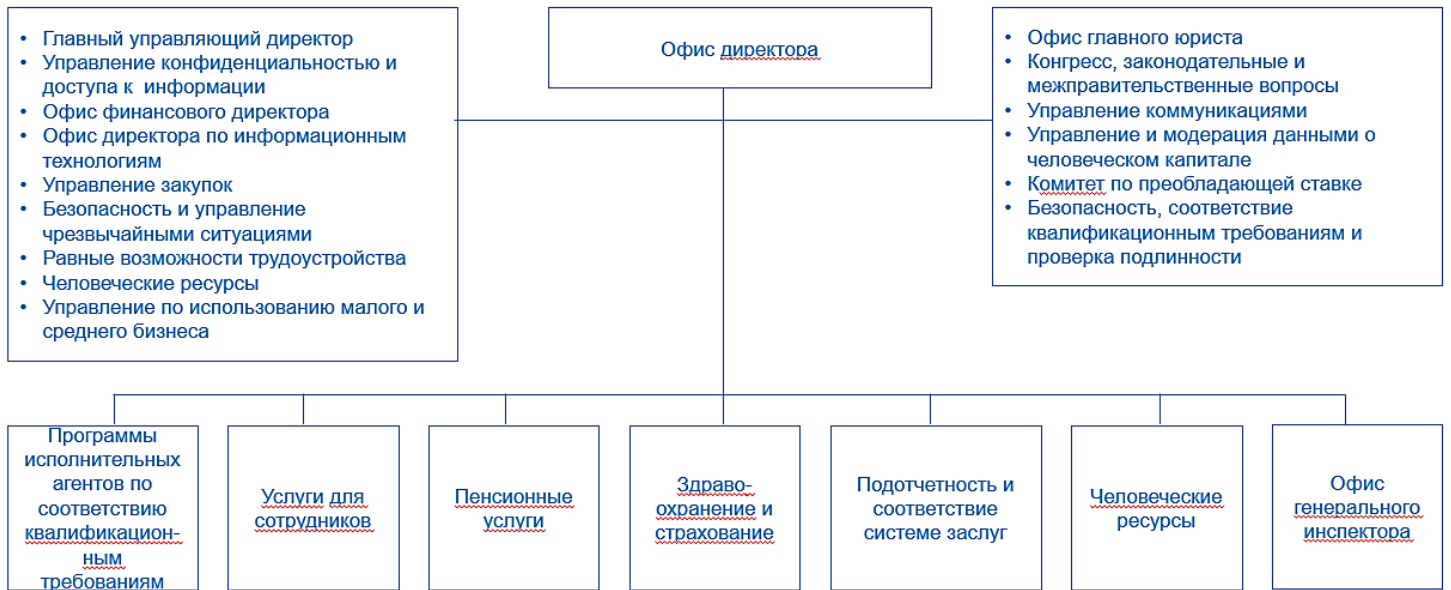 • Главный управляющий директор
• Управление конфиденциальностью и
доступа к информации
• Офис финансового директора
• Офис директора по информационным
технологиям
• Управление закупок
• Безопасность и управление
чрезвычайными ситуациями
• Равные возможности трудоустройства
• Человеческие ресурсы
• Управление по использованию малого и
среднего бизнеса
Офис директора
• Офис главного юриста
• Конгресс, законодательные и
межправительственные вопросы
• Управление коммуникациями
• Управление и модерация данными о
человеческом капитале
• Комитет по преобладающей ставке
• Безопасность, соответствие
квалификационным требованиям и
проверка подлинности
Программы
исполнительных
агентов по
соответствию
квалификацион-
ным
требованиям
Услуги для
сотрудников
Пенсионные
услуги
Здраво-
охранение и
страхование
Подотчетность и
соответствие
системе заслуг
Человеческие
ресурсы
Офис
генерального
инспектора